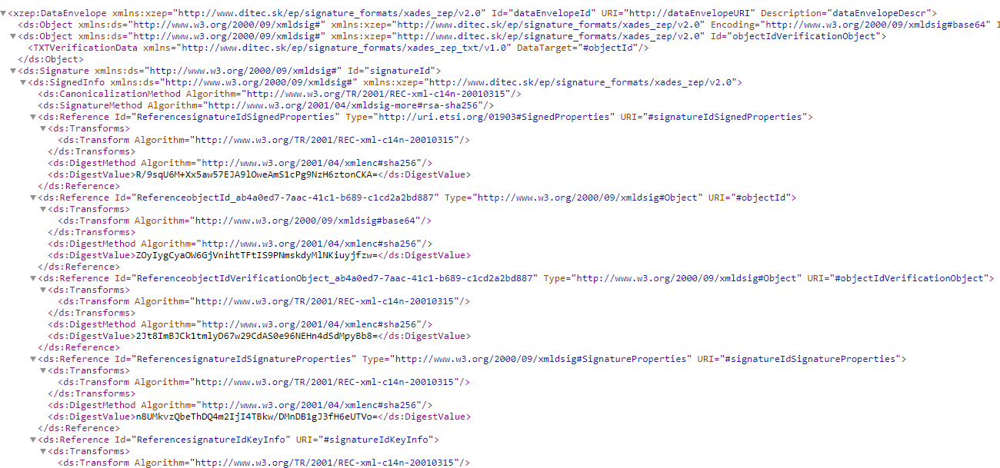 ▼<xzep:DataEnvelope xmlns:xzep="http://www.ditec.sk/ep/signature_formats/xades_zep/v2.0" Id="dataEnvelopeId" URI="http://dataEnvelopeURI" Description="dataEnvelopeDescr">
<ds:Object xmlns:ds="http://www.w3.org/2000/09/xmldsig#" xmlns:xzep="http://www.ditec.sk/ep/signature_formats/xades_zep/v2.0" Encoding="http://www.w3.org/2000/09/xmldsig#base64" I
▼<ds:Object xmlns:ds="http://www.w3.org/2000/09/xmldsig#" xmlns:xzep="http://www.ditec.sk/ep/signature_formats/xades_zep/v2.0" Id="objectIdVerificationObject">
<TXTVerificationData xmlns="http://www.ditec.sk/ep/signature_formats/xades_zep_txt/v1.0" DataTarget="#objectId"/>
</ds:Object>
▼<ds:Signature xmlns:ds="http://www.w3.org/2000/09/xmldsig#" Id="signatureId">
▼<ds:SignedInfo xmlns:ds="http://www.w3.org/2000/09/xmldsig#" xmlns:xzep="http://www.ditec.sk/ep/signature_formats/xades_zep/v2.0">
<ds:CanonicalizationMethod Algorithm="http://www.w3.org/TR/2001/REC-xml-c14n-20010315"/>
<ds:SignatureMethod Algorithm="http://www.w3.org/2001/04/xmldsig-more#rsa-sha256"/>
▼<ds:Reference Id="ReferencesignatureIdSignedProperties" Type="http://uri.etsi.org/01903#SignedProperties" URI="#signatureIdSignedProperties">
▼<ds:Transforms>
<ds:Transform Algorithm="http://www.w3.org/TR/2001/REC-xml-c14n-20010315"/>
</ds:Transforms>
<ds:DigestMethod Algorithm="http://www.w3.org/2001/04/xmlenc#sha256"/>
<ds:DigestValue>R/9sqU6M+Xx5aw57EJA9lOweAmS1cPg9NzH6ztonCKA=</ds:DigestValue>
</ds:Reference>
▼<ds:Reference Id="ReferenceobjectId_ab4a0ed7-7aac-41c1-b689-c1cd2a2bd887" Type="http://www.w3.org/2000/09/xmldsig#Object" URI="#objectId">
▼<ds:Transforms>
<ds:Transform Algorithm="http://www.w3.org/2000/09/xmldsig#base64"/>
</ds:Transforms>
<ds:DigestMethod Algorithm="http://www.w3.org/2001/04/xmlenc#sha256"/>
<ds:DigestValue>ZOyIygCyaOW6GjVnihtTFtIS9PNmskdyMlNKiuyjfzw=</ds:DigestValue>
</ds:Reference>
▼<ds:Reference Id="ReferenceobjectIdVerificationObject_ab4a0ed7-7aac-41c1-b689-c1cd2a2bd887" Type="http://www.w3.org/2000/09/xmldsig#Object" URI="#objectIdVerificationObject">
▼<ds:Transforms>
<ds:Transform Algorithm="http://www.w3.org/TR/2001/REC-xml-c14n-20010315"/>
</ds:Transforms>
<ds:DigestMethod Algorithm="http://www.w3.org/2001/04/xmlenc#sha256"/>
<ds:DigestValue>2Jt8ImBJCk1tmlyD67w29CdAS0e96NEHn4dSdMpyBb8=</ds:DigestValue>
</ds:Reference>
▼<ds:Reference Id="ReferencesignatureIdSignatureProperties" Type="http://www.w3.org/2000/09/xmldsig#SignatureProperties" URI="#signatureIdSignatureProperties">
▼<ds:Transforms>
<ds:Transform Algorithm="http://www.w3.org/TR/2001/REC-xml-c14n-20010315"/>
</ds:Transforms>
<ds:DigestMethod Algorithm="http://www.w3.org/2001/04/xmlenc#sha256"/>
<ds:DigestValue>n8UMkvzQbeThDQ4m2IjI4TBkw/DMnDB1gJ3fH6eUTVo=</ds:DigestValue>
</ds:Reference>
▼<ds:Reference Id="ReferencesignatureIdKeyInfo" URI="#signatureIdKeyInfo">
▼<ds:Transforms>
<ds:Transform Algorithm="http://www.w3.org/TR/2001/REC-xml-c14n-20010315"/>